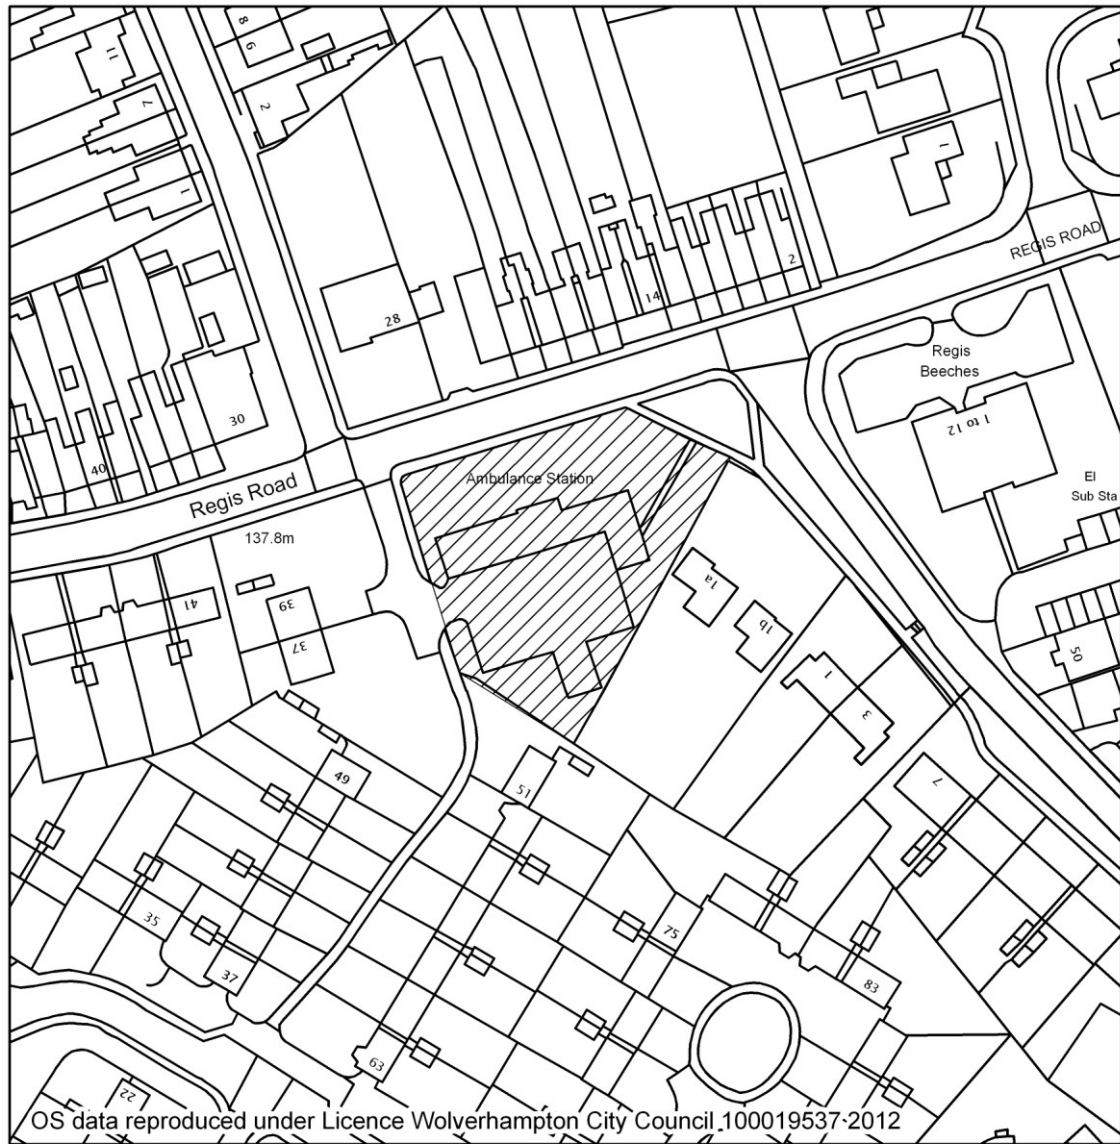 8
6
11
2
7
1
1
REGIS ROAD
2
14
28
Regis
Beeches
30
1 to 12
40
Ambulance Station
El
Sub Sta
Regis Road
137.8m
1a
41
39
1b
37
50
1
3
49
7
51
35
75
37
83
63
22
OS data reproduced under Licence Wolverhampton City Council 100019537-2012